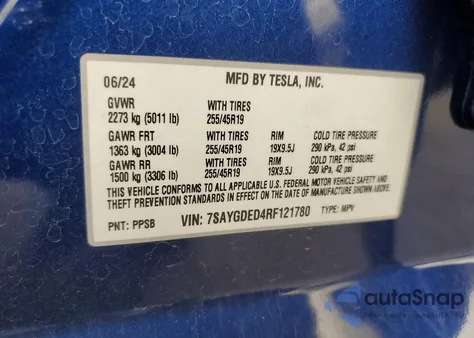 06/24 MFD BY TESLA, INC.
GVWR WITH TIRES
2273 kg (5011 lb) 255/45R19
GAWR FRT WITH TIRES RIM COLD TIRE PRESSURE
1363 kg (3004 lb) 255/45R19 19X9.5J 290 kPa, 42 psi
GAWR RR WITH TIRES RIM COLD TIRE PRESSURE
1500 kg (3306 lb) 255/45R19 19X9.5J 290 kPa, 42 psi
THIS VEHICLE CONFORMS TO ALL APPLICABLE U.S. FEDERAL MOTOR VEHICLE SAFETY AND
THEFT PREVENTION STANDARDS IN EFFECT ON THE DATE OF MANUFACTURE SHOWN ABOVE.
PNT: PPSB VIN: 7SAYGDED4RF121780 TYPE: MPV
autoSnap